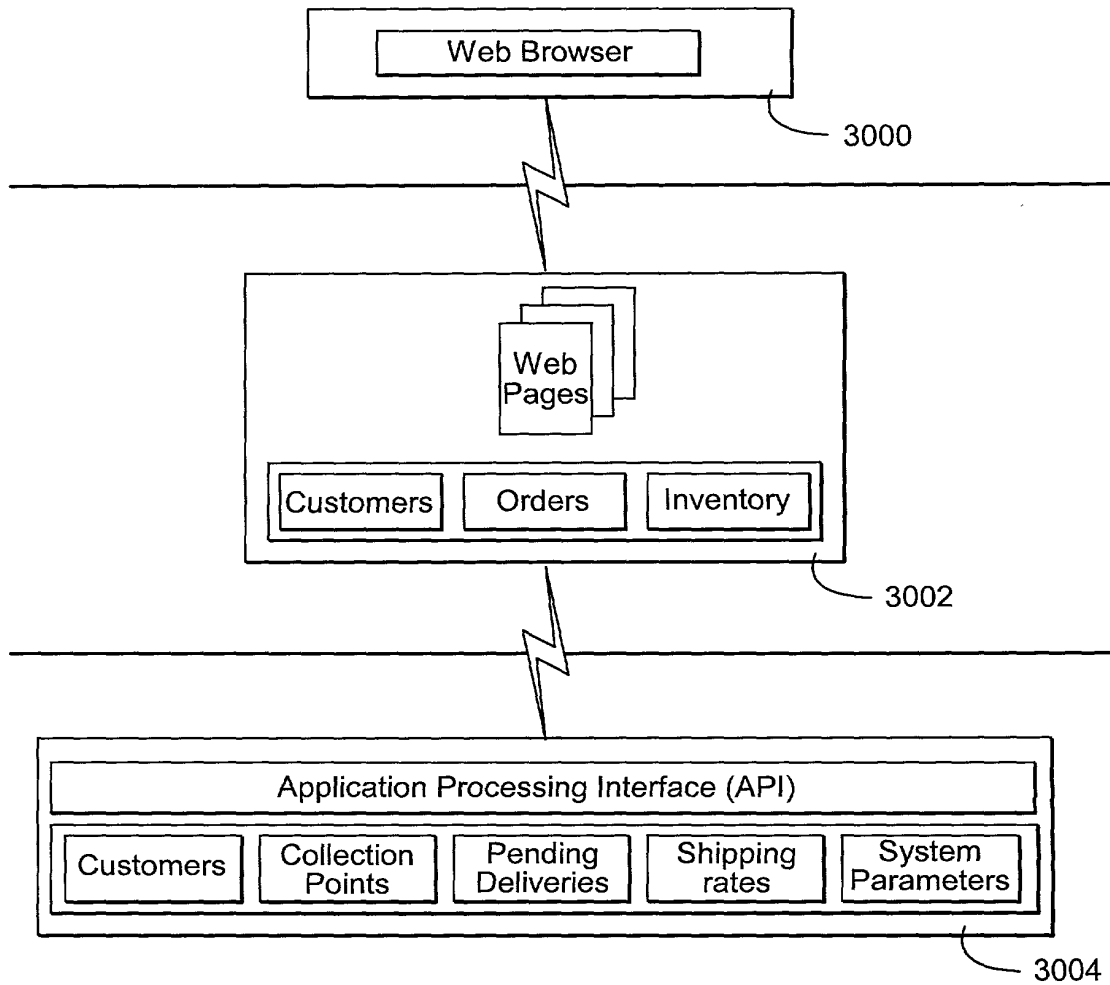 Web Browser
3000
Web
Pages
Customers
Orders
Inventory
3002
Application Processing Interface (API)
Customers
Collection
Points
Pending
Deliveries
Shipping
rates
System
Parameters
3004